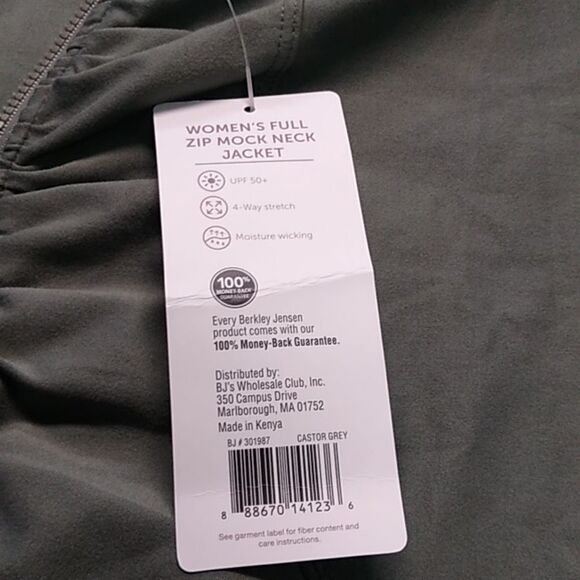 WOMEN'S FULL
ZIP MOCK NECK
JACKET
UPF 50+
4-Way stretch
Moisture wicking
100%
MONEY-BACK
GUARANTEE
Every Berkley Jensen
product comes with our
100% Money-Back Guarantee.
Distributed by:
BJ's Wholesale Club, Inc.
350 Campus Drive
Marlborough, MA 01752
Made in Kenya
BJ # 301987 CASTOR GREY
8 88670 14123 6
See garment label for fiber content and
care instructions.